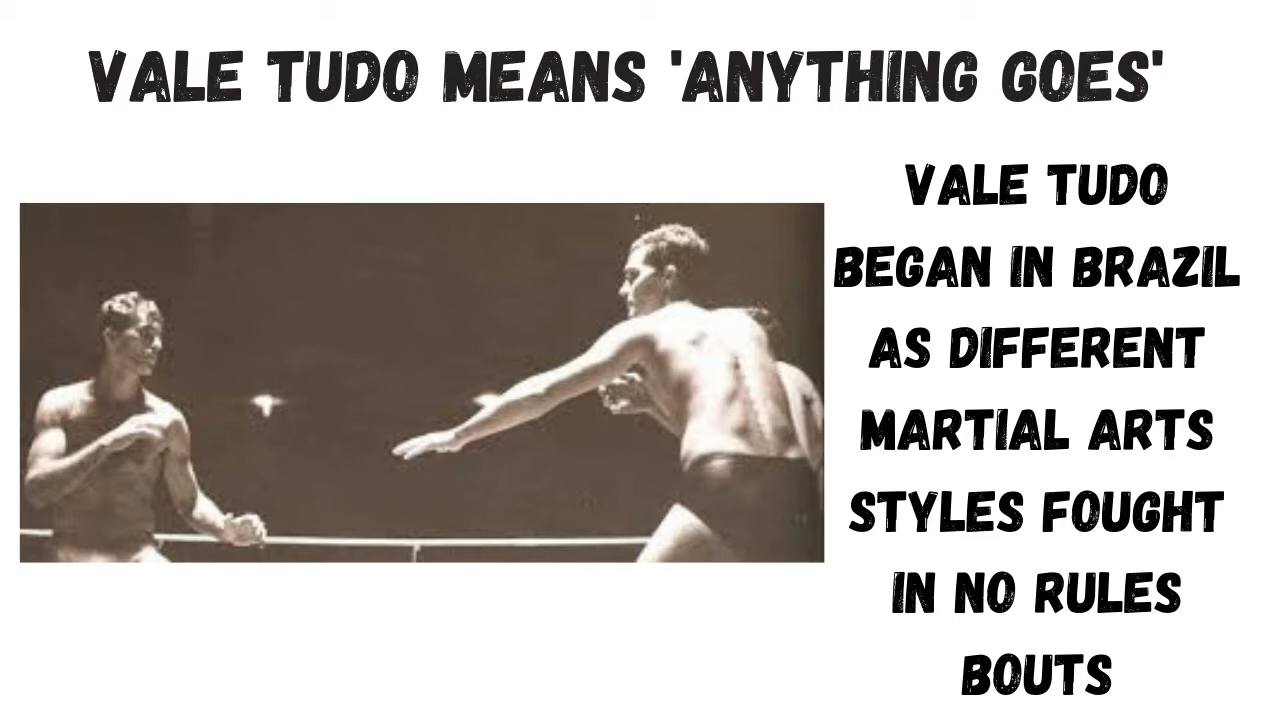 VALE TUDO MEANS 'ANYTHING GOES'
VALE TUDO
BEGAN IN BRAZIL
AS DIFFERENT
MARTIAL ARTS
STYLES FOUGHT
IN NO RULES
BOUTS